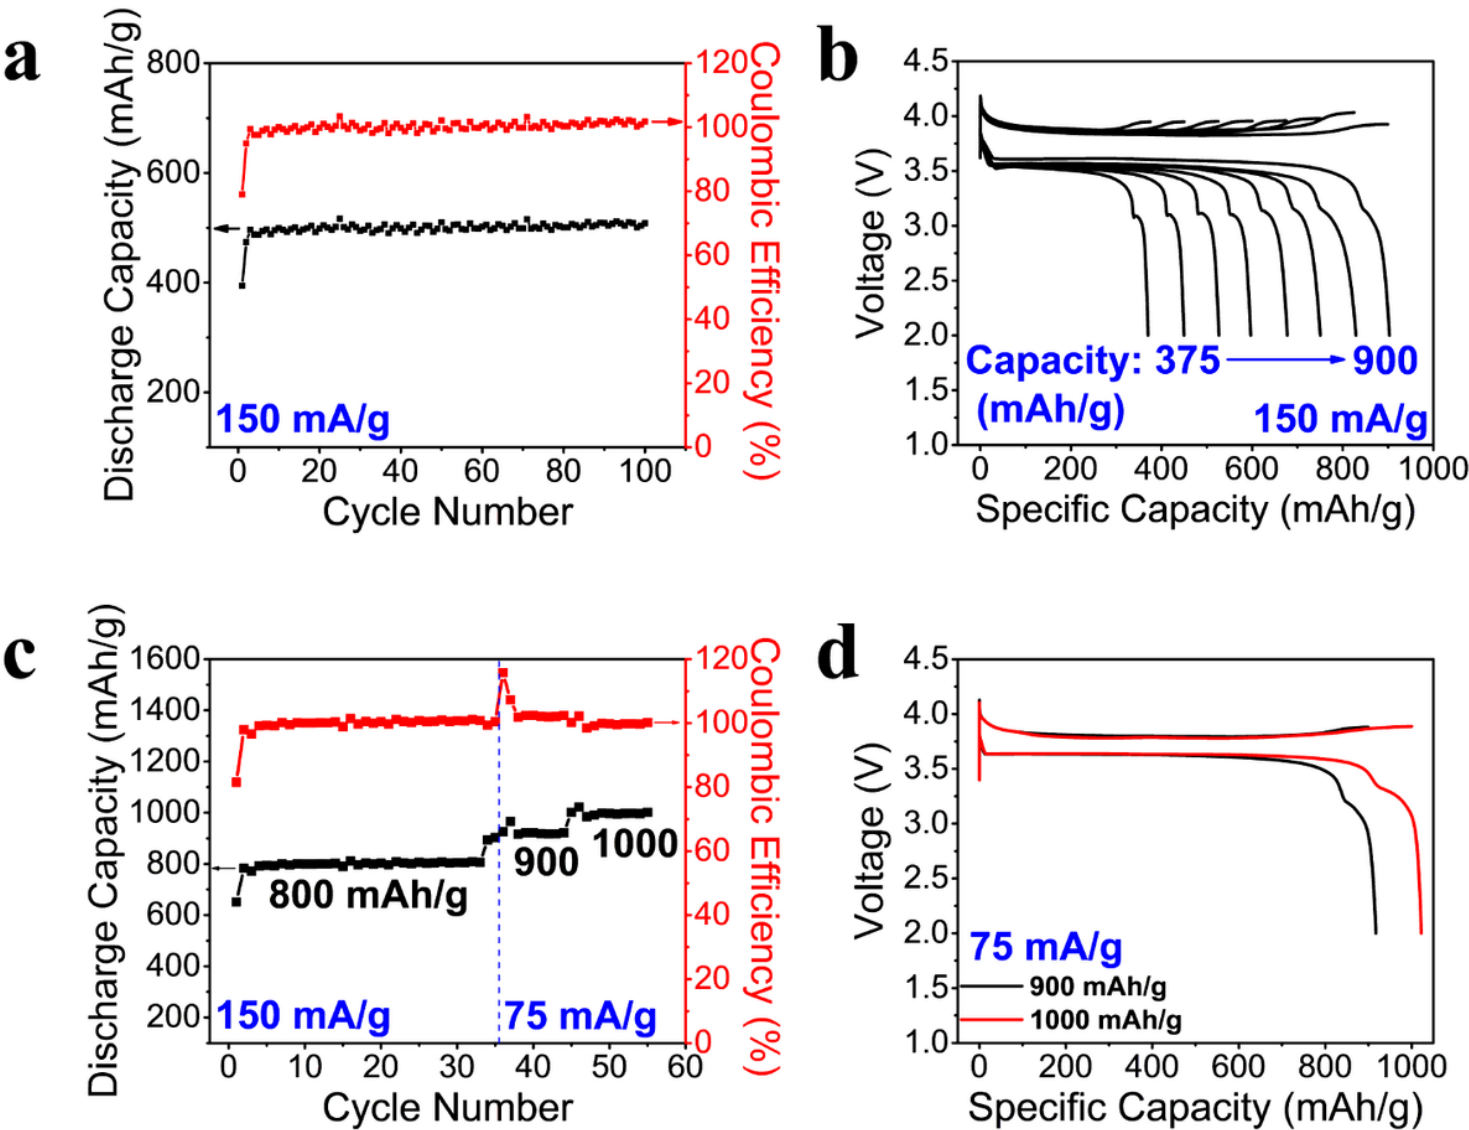 a
Discharge Capacity (mAh/g)
800
600
400
200
120
100
80
60
40
20
0
Coulombic Efficiency (%)
150 mA/g
0 20 40 60 80 100
Cycle Number
b
Voltage (V)
4.5
4.0
3.5
3.0
2.5
2.0
1.5
1.0
Capacity: 375 900
(mAh/g)
150 mA/g
0 200 400 600 800 1000
Specific Capacity (mAh/g)
c
Discharge Capacity (mAh/g)
1600
1400
1200
1000
800
600
400
200
120
100
80
60
40
20
0
Coulombic Efficiency (%)
800 mAh/g
900
1000
150 mA/g
75 mA/g
0 10 20 30 40 50 60
Cycle Number
d
Voltage (V)
4.5
4.0
3.5
3.0
2.5
2.0
1.5
1.0
75 mA/g
900 mAh/g
1000 mAh/g
0 200 400 600 800 1000
Specific Capacity (mAh/g)